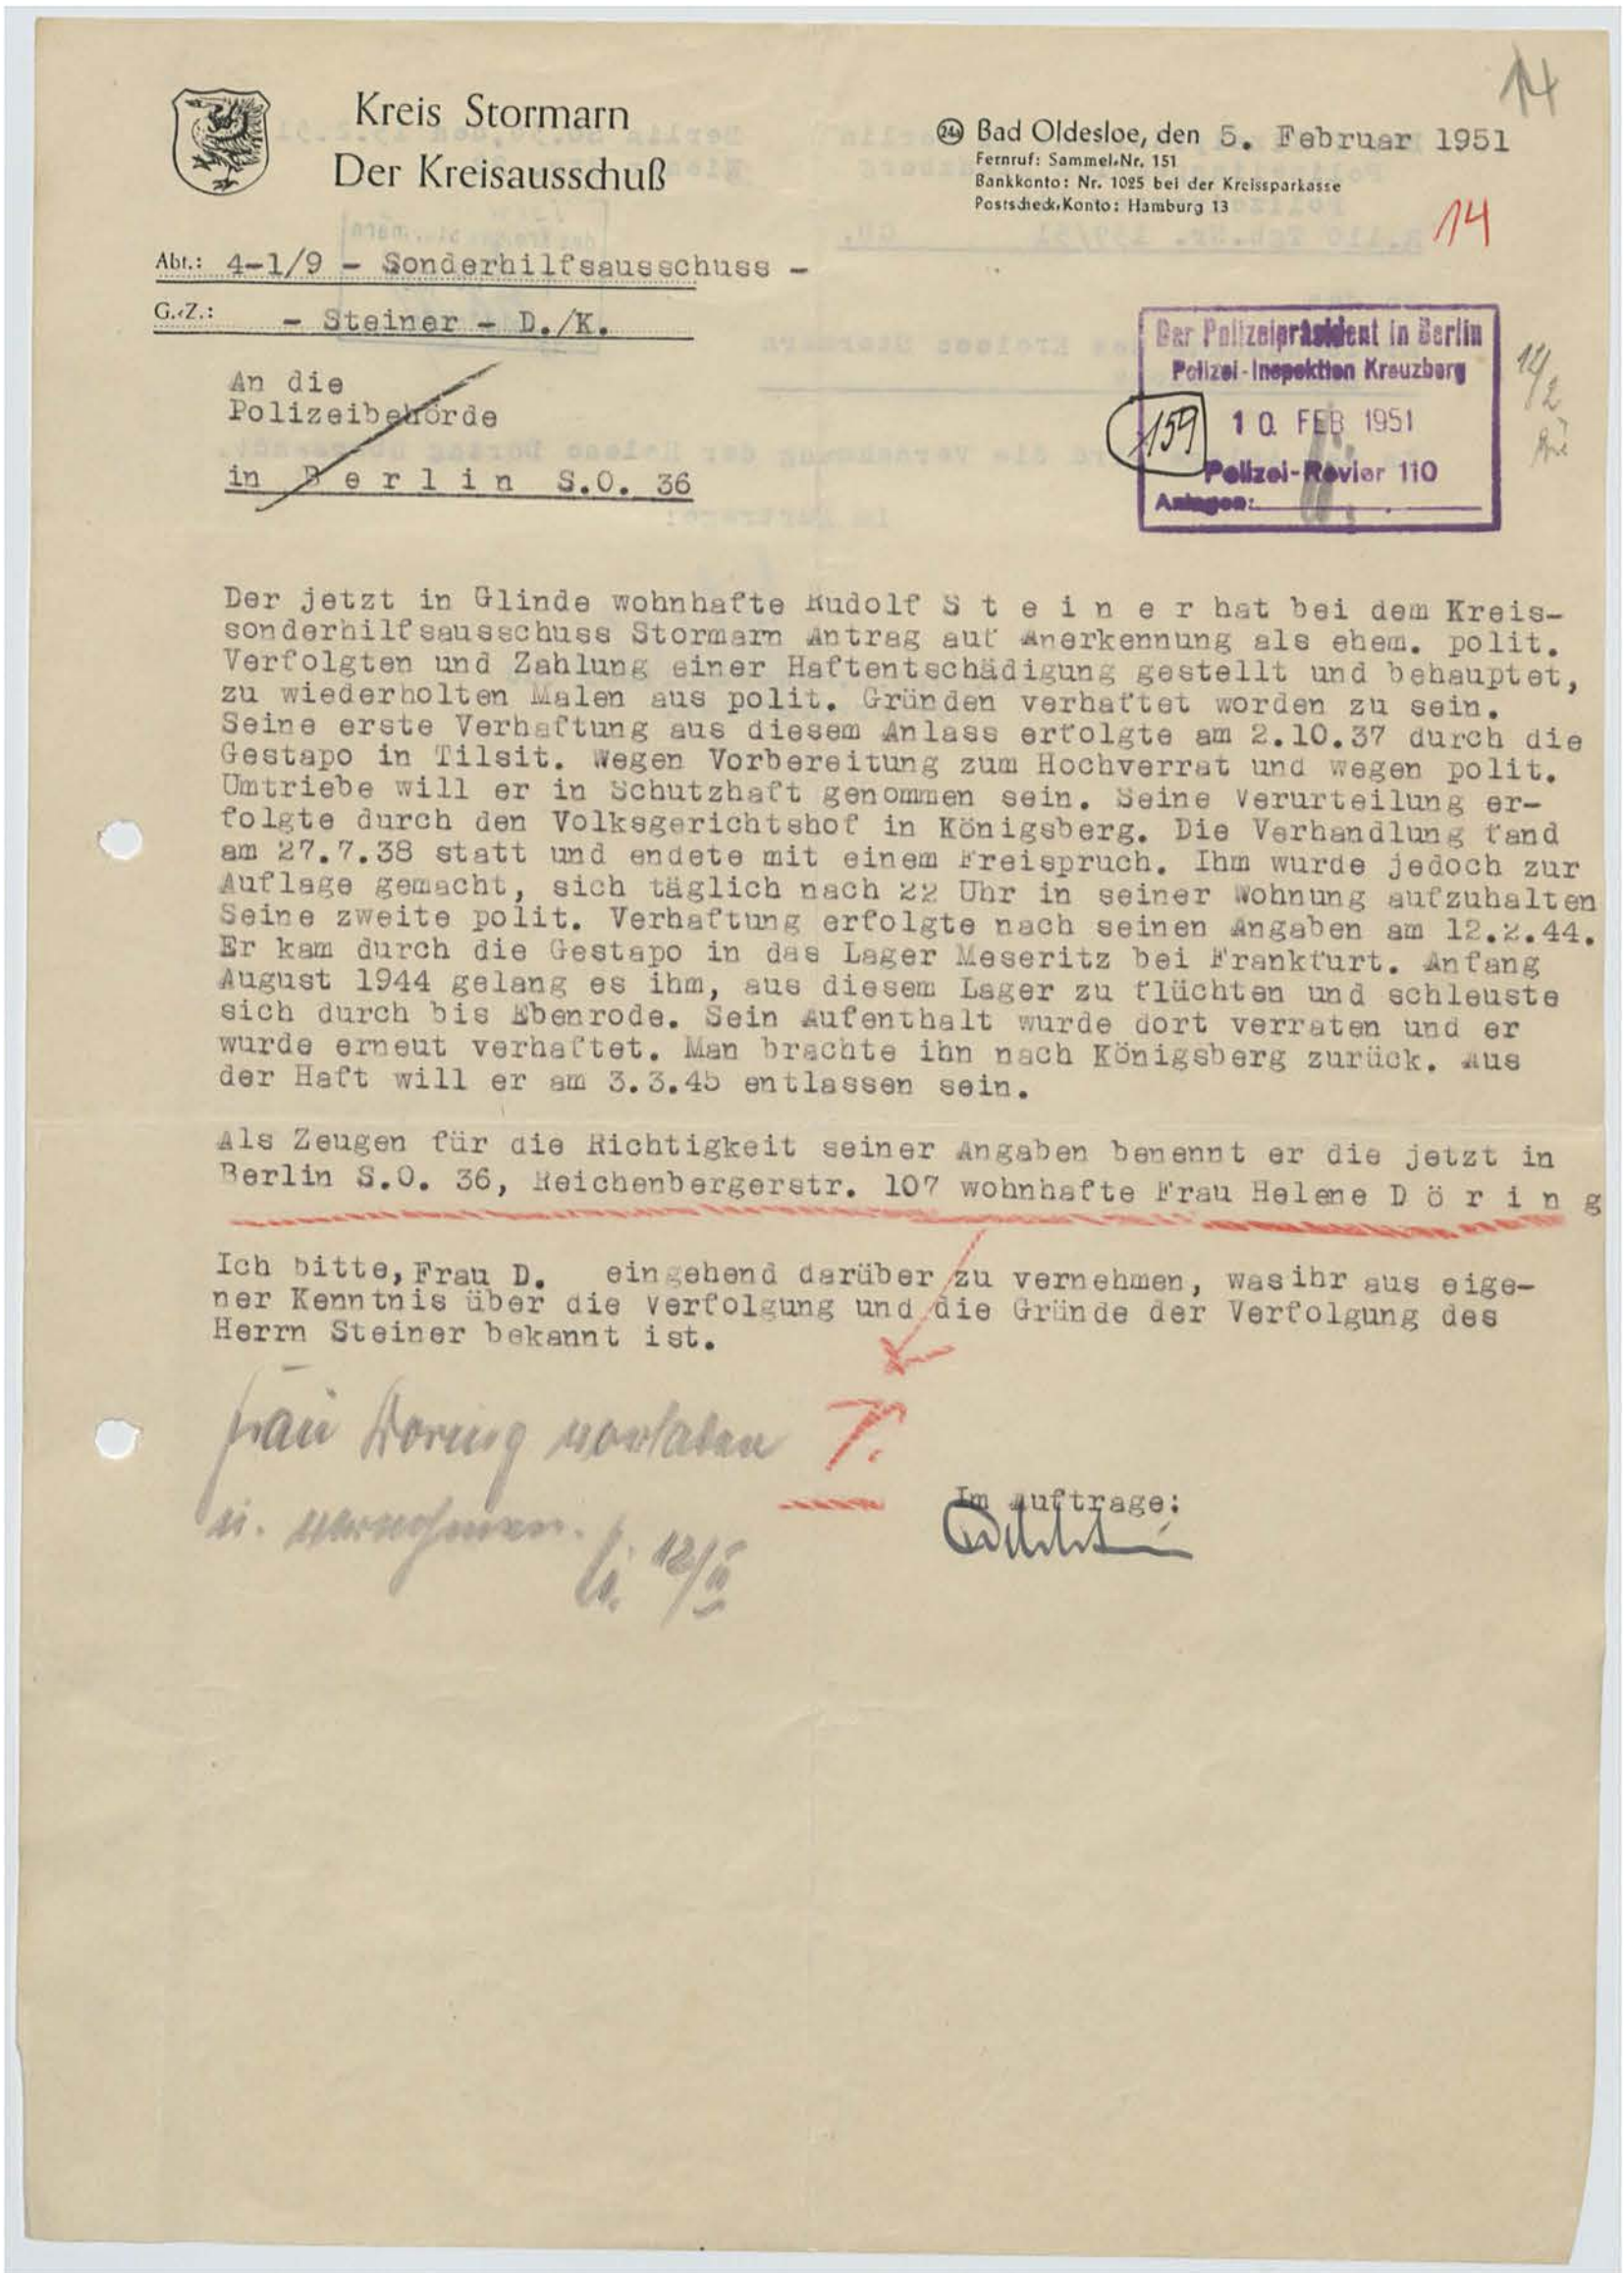 14
Kreis Stormarn
Der Kreisausschuß
(24a) Bad Oldesloe, den 5. Februar 1951
Fernruf: Sammel-Nr. 151
Bankkonto: Nr. 1025 bei der Kreissparkasse
Postscheck-Konto: Hamburg 13
14
Abt.: 4-1/9 - Sonderhilfsausschuss -
G.-Z.: - Steiner - D./K.
Der Polizeipräsident in Berlin
Polizei-Inspektion Kreuzberg
159 10. FEB 1951
Polizei-Revier 110
Anlagen:
12/2
An die
Polizeibehörde
in B e r l i n S.O. 36
Der jetzt in Glinde wohnhafte Rudolf S t e i n e r hat bei dem Kreis-
sonderhilfsausschuss Stormarn Antrag auf Anerkennung als ehem. polit.
Verfolgten und Zahlung einer Haftentschädigung gestellt und behauptet,
zu wiederholten Malen aus polit. Gründen verhaftet worden zu sein.
Seine erste Verhaftung aus diesem Anlass erfolgte am 2.10.37 durch die
Gestapo in Tilsit. Wegen Vorbereitung zum Hochverrat und wegen polit.
Umtriebe will er in Schutzhaft genommen sein. Seine Verurteilung er-
folgte durch den Volksgerichtshof in Königsberg. Die Verhandlung fand
am 27.7.38 statt und endete mit einem Freispruch. Ihm wurde jedoch zur
Auflage gemacht, sich täglich nach 22 Uhr in seiner Wohnung aufzuhalten
Seine zweite polit. Verhaftung erfolgte nach seinen Angaben am 12.2.44.
Er kam durch die Gestapo in das Lager Meseritz bei Frankfurt. Anfang
August 1944 gelang es ihm, aus diesem Lager zu flüchten und schleuste
sich durch bis Ebenrode. Sein Aufenthalt wurde dort verraten und er
wurde erneut verhaftet. Man brachte ihn nach Königsberg zurück. Aus
der Haft will er am 3.3.45 entlassen sein.
Als Zeugen für die Richtigkeit seiner Angaben benennt er die jetzt in
Berlin S.O. 36, Reichenbergerstr. 107 wohnhafte Frau Helene D ö r i n g
Ich bitte, Frau D. eingehend darüber zu vernehmen, was ihr aus eige-
ner Kenntnis über die Verfolgung und die Gründe der Verfolgung des
Herrn Steiner bekannt ist.
Frau Döring vorladen
u. vernehmen.
12/II
Im Auftrage: